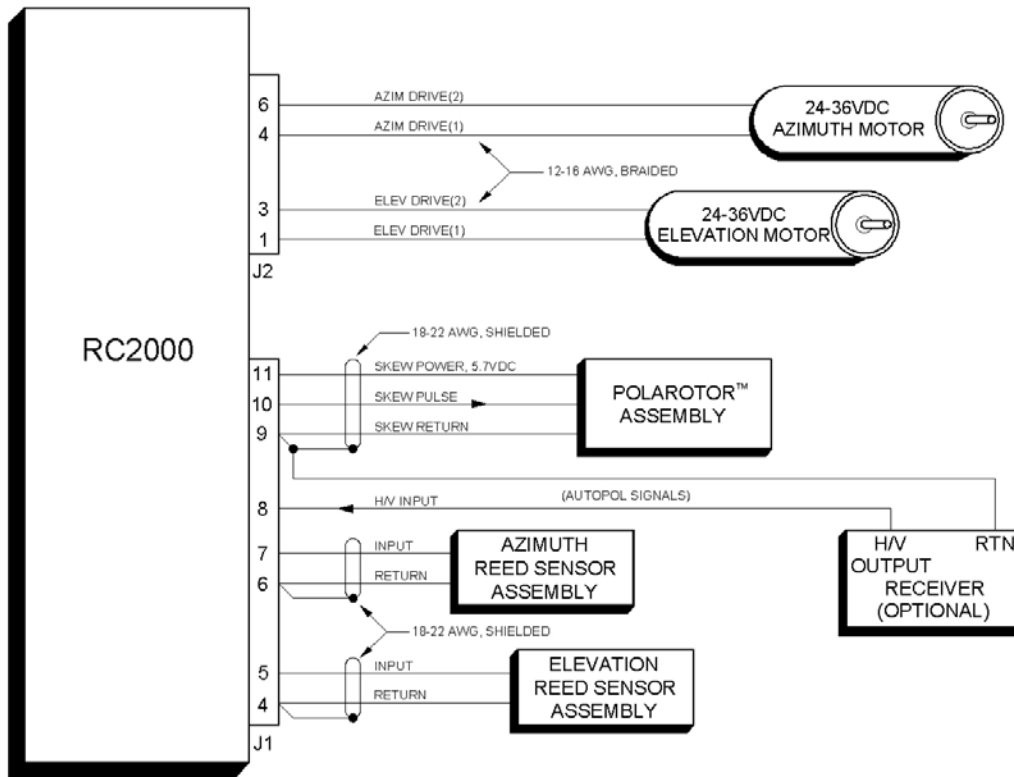 RC2000
6 AZIM DRIVE(2)
4 AZIM DRIVE(1)
24-36VDC
AZIMUTH MOTOR
12-16 AWG, BRAIDED
3 ELEV DRIVE(2)
1 ELEV DRIVE(1)
24-36VDC
ELEVATION MOTOR
J2
18-22 AWG, SHIELDED
11 SKEW POWER, 5.7VDC
10 SKEW PULSE
9 SKEW RETURN
POLAROTOR™
ASSEMBLY
8 H/V INPUT (AUTOPOL SIGNALS)
H/V RTN
OUTPUT
RECEIVER
(OPTIONAL)
7 INPUT
6 RETURN
AZIMUTH
REED SENSOR
ASSEMBLY
18-22 AWG, SHIELDED
5 INPUT
4 RETURN
ELEVATION
REED SENSOR
ASSEMBLY
J1